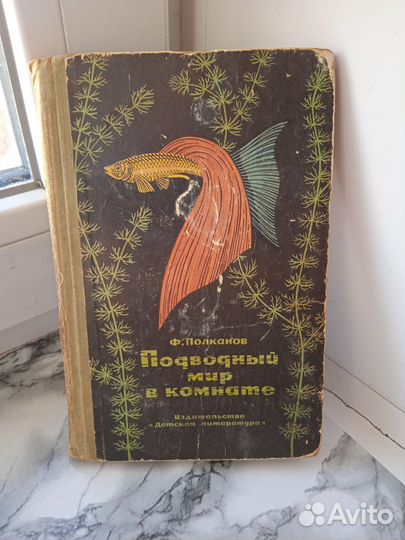 Ф. Полканов
Подводный
мир
в комнате
Издательство
«Детская литература»
Avito